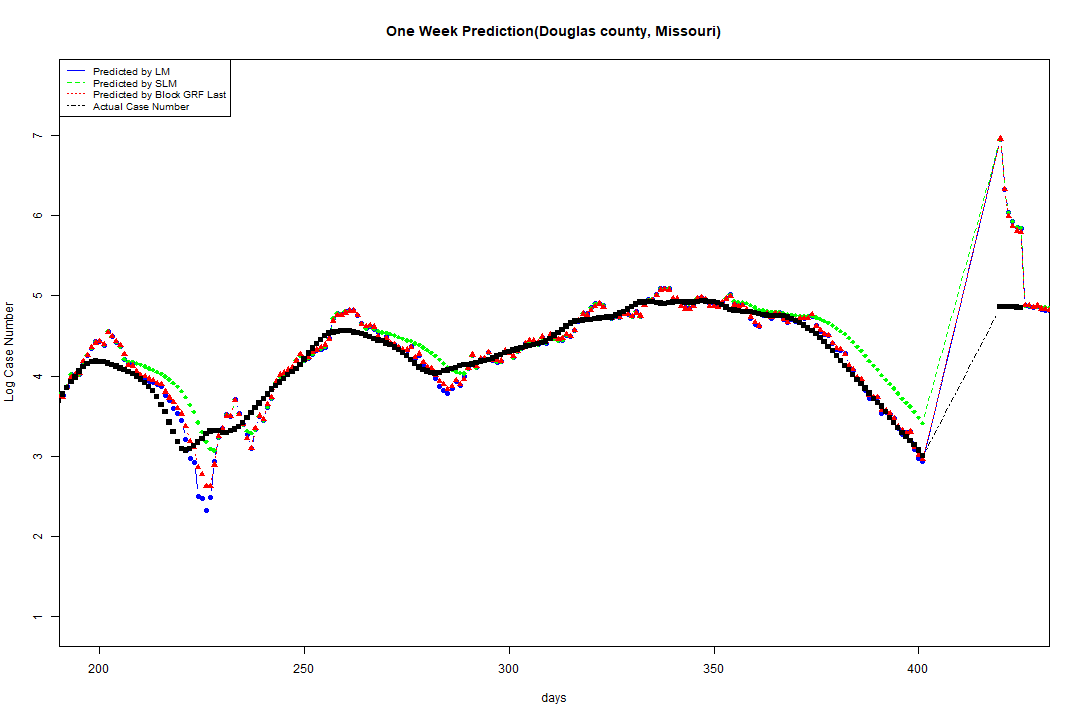 One Week Prediction(Douglas county, Missouri)
Predicted by LM
Predicted by SLM
Predicted by Block GRF Last
Actual Case Number
7
6
5
4
3
2
1
Log Case Number
200 250 300 350 400
days